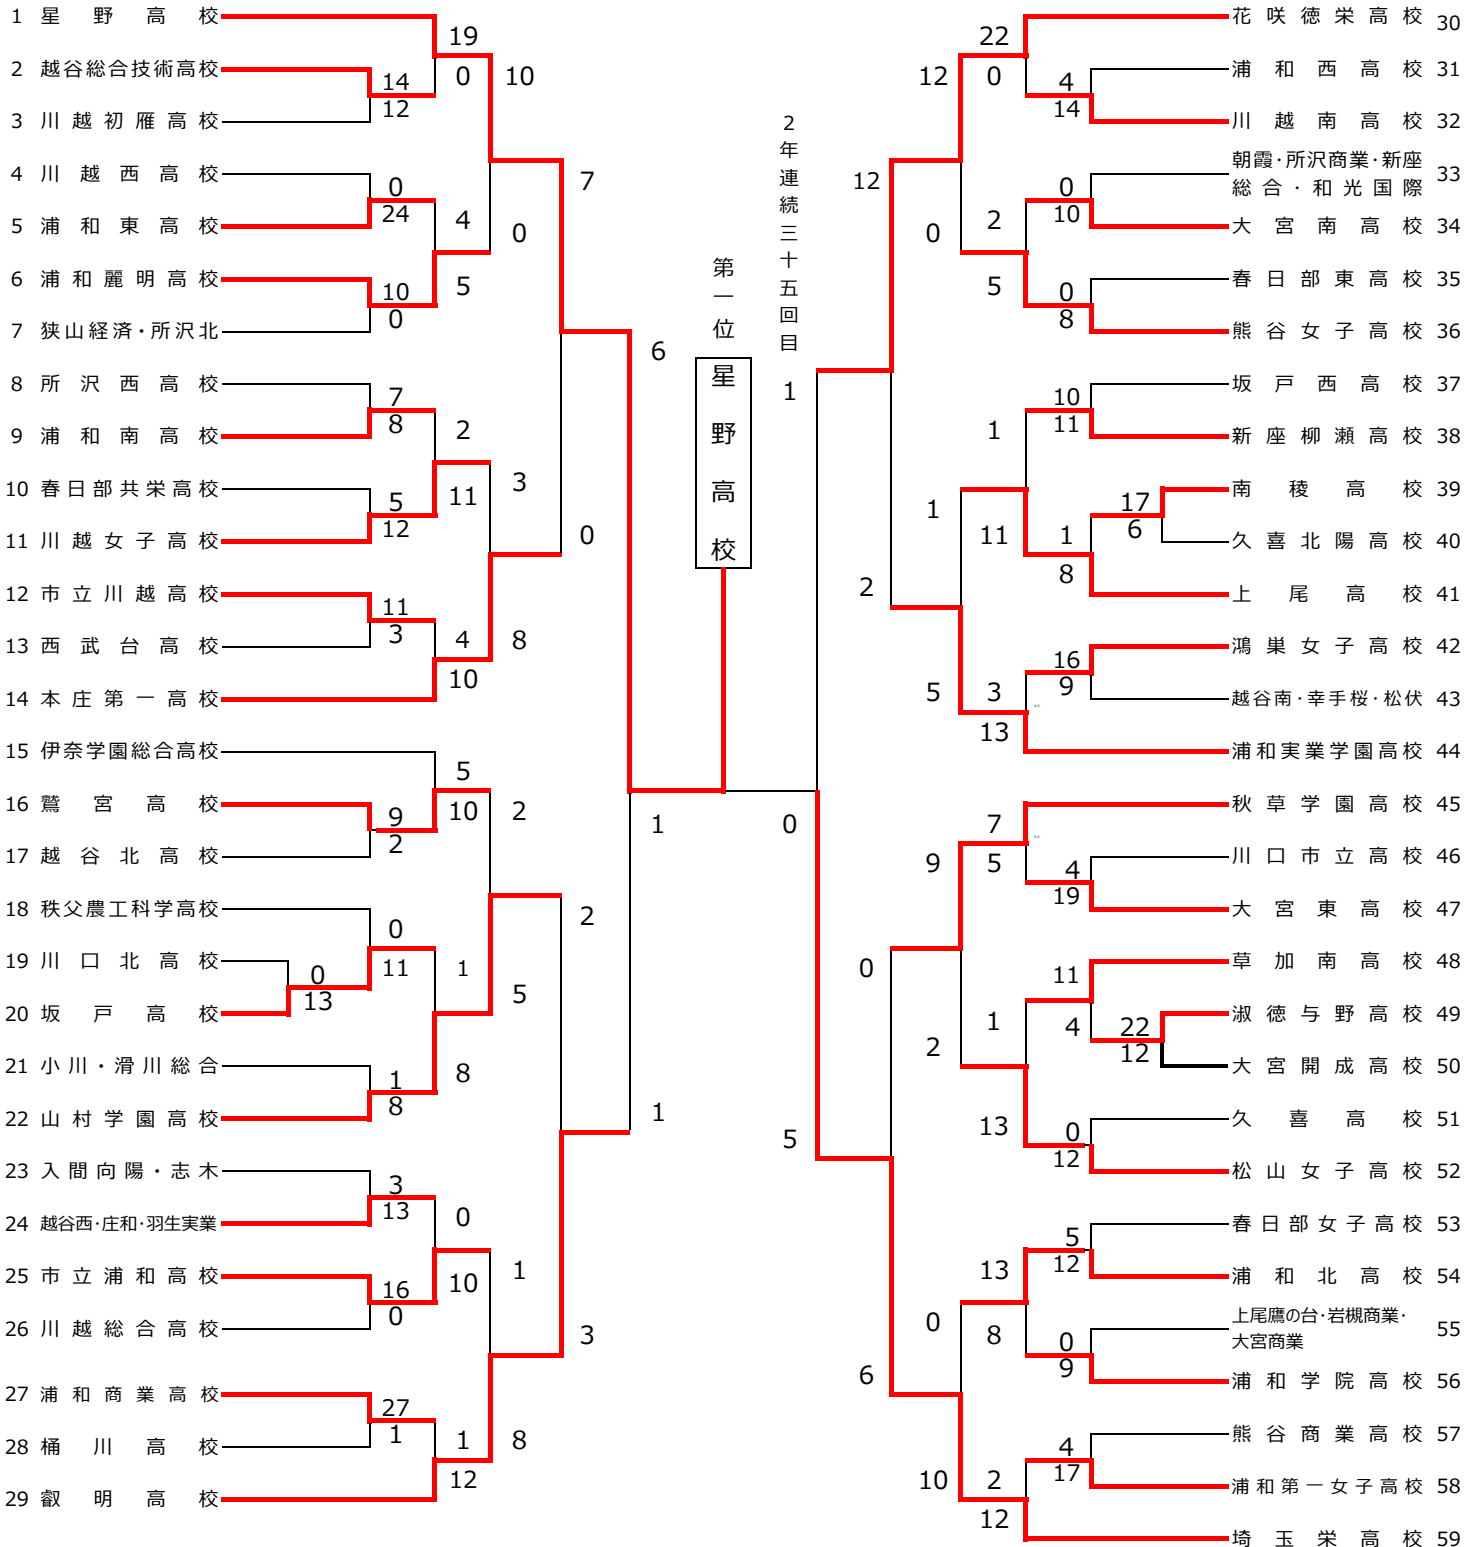 1 星野高校
2 越谷総合技術高校
3 川越初雁高校
4 川越西高校
5 浦和東高校
6 浦和麗明高校
7 狭山経済・所沢北
8 所沢西高校
9 浦和南高校
10 春日部共栄高校
11 川越女子高校
12 市立川越高校
13 西武台高校
14 本庄第一高校
15 伊奈学園総合高校
16 鷲宮高校
17 越谷北高校
18 秩父農工科学高校
19 川口北高校
20 坂戸高校
21 小川・滑川総合
22 山村学園高校
23 入間向陽・志木
24 越谷西・庄和・羽生実業
25 市立浦和高校
26 川越総合高校
27 浦和商業高校
28 桶川高校
29 叡明高校
14
12
0
24
10
0
7
8
5
12
11
3
9
2
0
13
0
11
1
8
3
13
16
0
27
1
19
0
4
5
2
11
4
10
5
10
1
8
0
10
1
12
10
0
3
8
2
5
1
8
7
0
2
3
6
1
1
2年連続三十五回目
第一位
星野高校
1
0
5
12
2
0
6
12
0
1
5
9
2
0
10
22
0
2
5
1
11
3
13
7
5
1
13
13
8
2
12
4
14
0
10
0
8
10
11
17
6
1
8
16
9
4
19
11
4
22
12
0
12
5
12
0
9
4
17
花咲徳栄高校 30
浦和西高校 31
川越南高校 32
朝霞・所沢商業・新座
総合・和光国際 33
大宮南高校 34
春日部東高校 35
熊谷女子高校 36
坂戸西高校 37
新座柳瀬高校 38
南稜高校 39
久喜北陽高校 40
上尾高校 41
鴻巣女子高校 42
越谷南・幸手桜・松伏 43
浦和実業学園高校 44
秋草学園高校 45
川口市立高校 46
大宮東高校 47
草加南高校 48
淑徳与野高校 49
大宮開成高校 50
久喜高校 51
松山女子高校 52
春日部女子高校 53
浦和北高校 54
上尾鷹の台・岩槻商業・
大宮商業 55
浦和学院高校 56
熊谷商業高校 57
浦和第一女子高校 58
埼玉栄高校 59